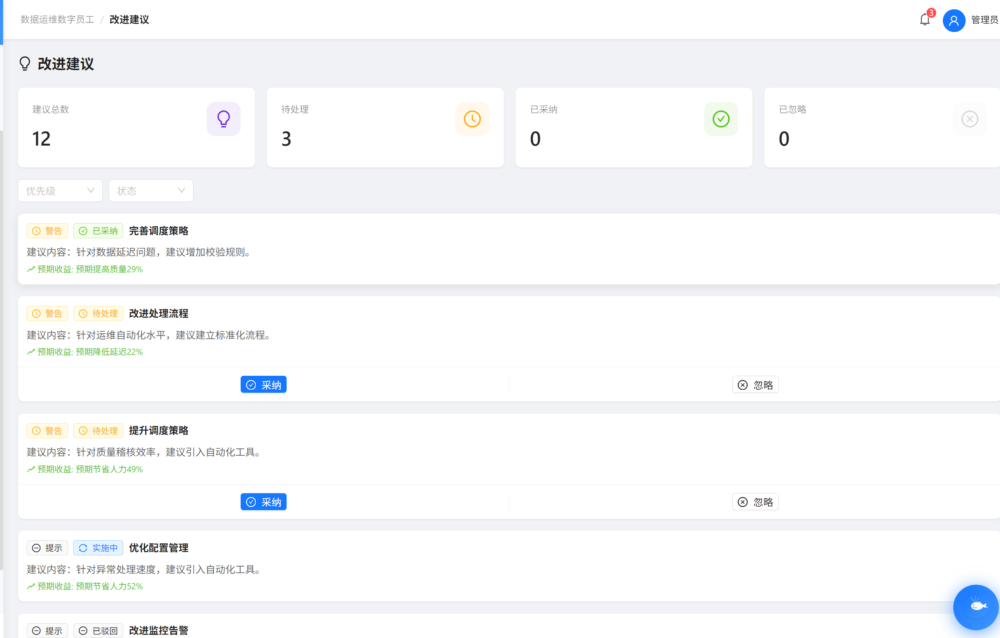 数据运维数字员工 / 改进建议
3
管理员
改进建议
建议总数
12
待处理
3
已采纳
0
已忽略
0
优先级
状态
警告 已采纳 完善调度策略
建议内容：针对数据延迟问题，建议增加校验规则。
预期收益: 预期提高质量29%
警告 待处理 改进处理流程
建议内容：针对运维自动化水平，建议建立标准化流程。
预期收益: 预期降低延迟22%
采纳
忽略
警告 待处理 提升调度策略
建议内容：针对质量稽核效率，建议引入自动化工具。
预期收益: 预期节省人力49%
采纳
忽略
提示 实施中 优化配置管理
建议内容：针对异常处理速度，建议引入自动化工具。
预期收益: 预期节省人力52%
提示 已驳回 改进监控告警